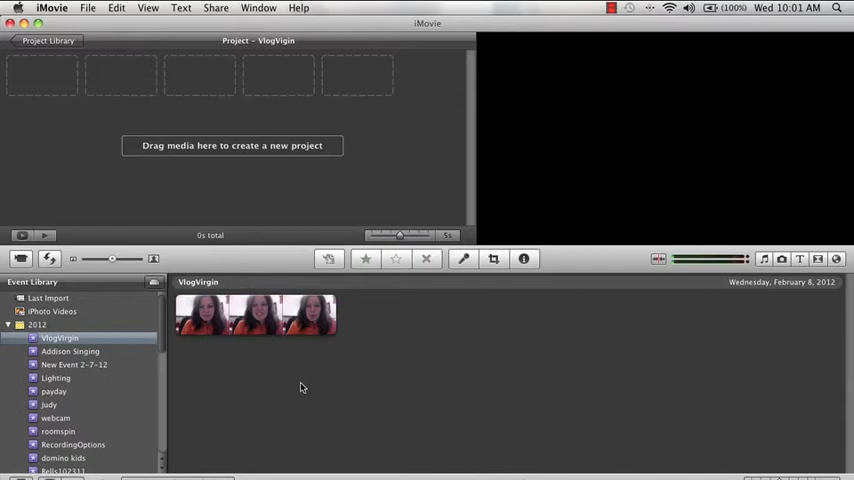 iMovie File Edit View Text Share Window Help (100%) Wed 10:01 AM
iMovie
Project Library Project - VlogVigin
Drag media here to create a new project
0s total 5s
Event Library VlogVirgin Wednesday, February 8, 2012
Last Import
iPhoto Videos
2012
VlogVirgin
Addison Singing
New Event 2-7-12
Lighting
payday
Judy
webcam
roomspin
RecordingOptions
domino kids
Bells102311